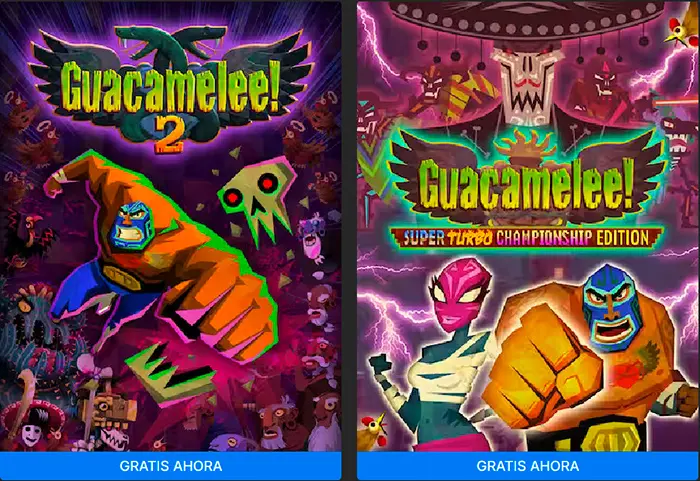 Guacamelee!
2
GRATIS AHORA
Guacamelee!
SUPER TURBO CHAMPIONSHIP EDITION
GRATIS AHORA